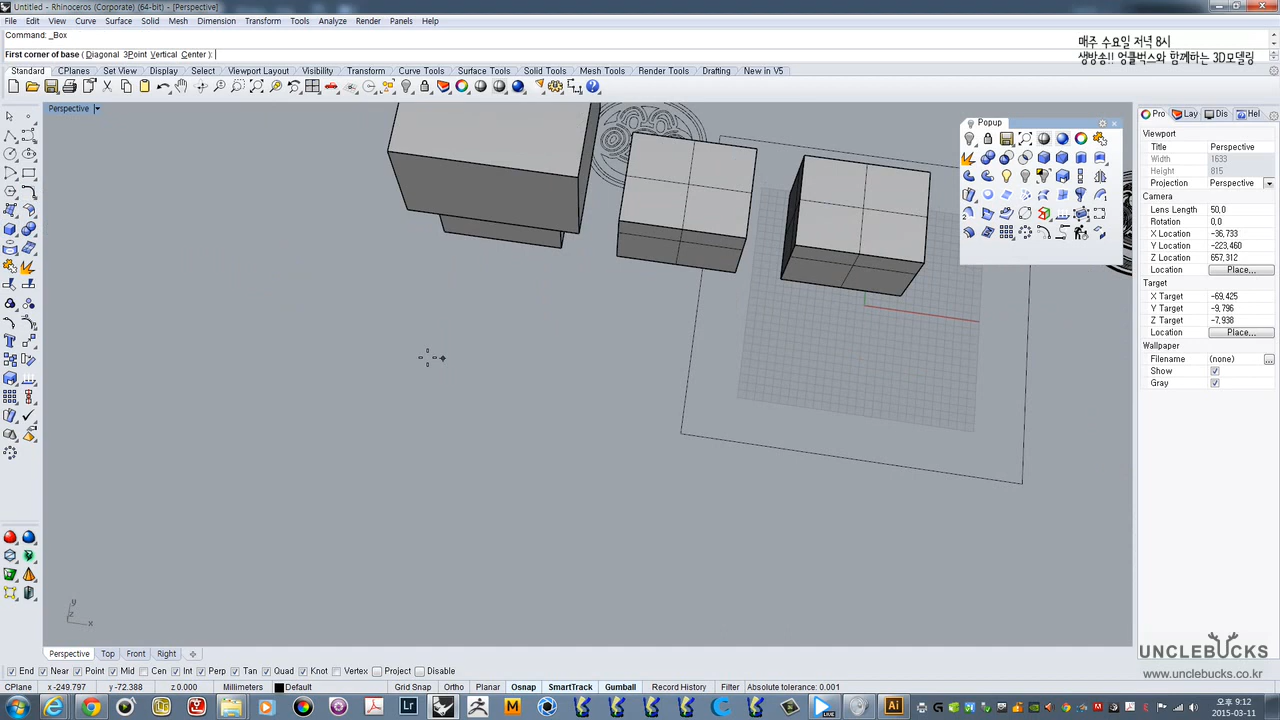 Untitled - Rhinoceros (Corporate) (64-bit) - [Perspective]
File Edit View Curve Surface Solid Mesh Dimension Transform Tools Analyze Render Panels Help
Command: _Box
First corner of base ( Diagonal 3Point Vertical Center ):
매주 수요일 저녁 8시
생방송!! 엉클벅스와 함께하는 3D모델링
Standard CPlanes Set View Display Select Viewport Layout Visibility Transform Curve Tools Surface Tools Solid Tools Mesh Tools Render Tools Drafting New in V5
Perspective
Popup
Pro Lay Dis Hel
Viewport
Title Perspective
Width 1633
Height 815
Projection Perspective
Camera
Lens Length 50,0
Rotation 0,0
X Location -36,733
Y Location -223,460
Z Location 657,312
Location Place...
Target
X Target -69,425
Y Target -9,796
Z Target -7,938
Location Place...
Wallpaper
Filename (none) ...
Show
Gray
y
z
x
Perspective Top Front Right
End Near Point Mid Cen Int Perp Tan Quad Knot Vertex Project Disable
UNCLEBUCKS
www.unclebucks.co.kr
CPlane x -249.797 y -72.388 z 0.000 Millimeters Default Grid Snap Ortho Planar Osnap SmartTrack Gumball Record History Filter Absolute tolerance: 0.001
Lr
M
LIVE
Ai
오후 9:12
2015-03-11